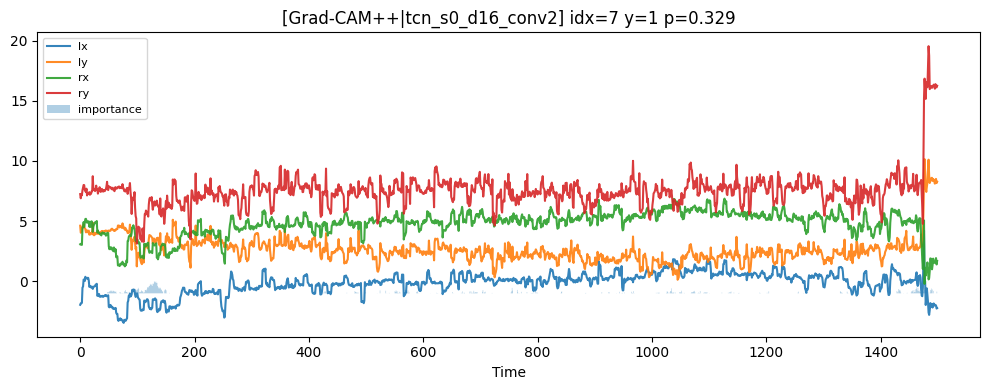 [Grad-CAM++|tcn_s0_d16_conv2] idx=7 y=1 p=0.329
20
15
10
5
0
lx
ly
rx
ry
importance
0 200 400 600 800 1000 1200 1400
Time